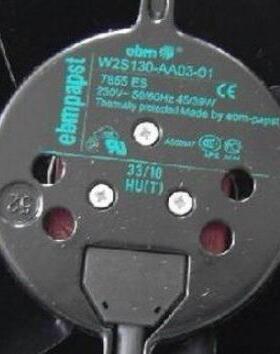 ebm
W2S130-AA03-01
7855 ES
230V~ 50/60Hz 45/39W
Thermally protected Made by ebm-papst
ebmpapst
CE
33/10
HU(T)